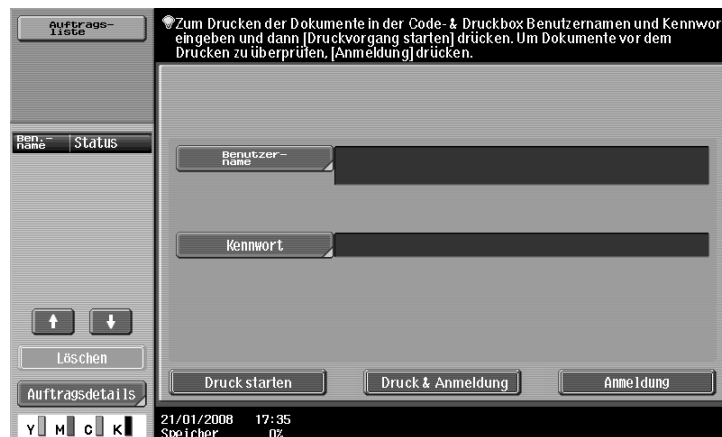 Auftrags-
liste
Zum Drucken der Dokumente in der Code- & Druckbox Benutzernamen und Kennwor
eingeben und dann [Druckvorgang starten] drücken. Um Dokumente vor dem
Drucken zu überprüfen, [Anmeldung] drücken.
Ben.-
name
Status
Benutzer-
name
Kennwort
Löschen
Auftragsdetails
Druck starten
Druck & Anmeldung
Anmeldung
Y M C K
21/01/2008 17:35
Speicher 0%